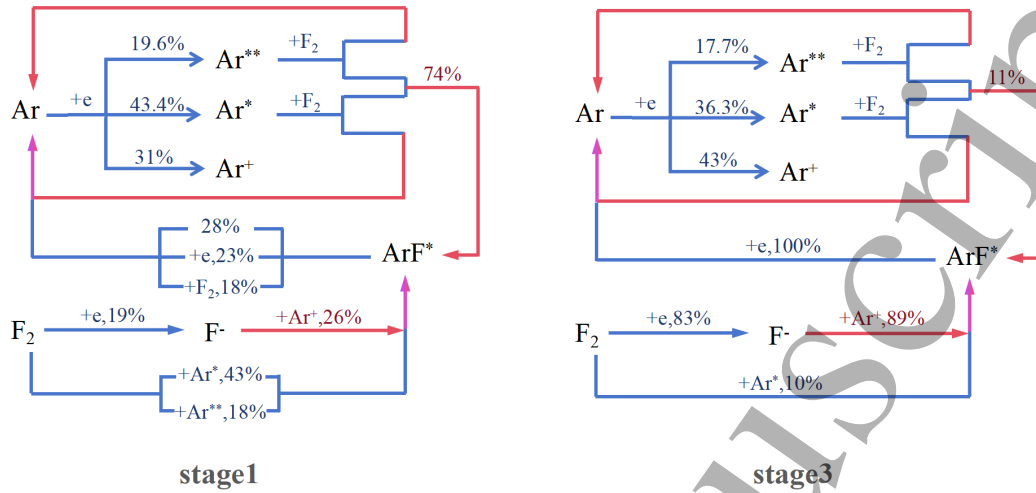 19.6%
Ar**
+F₂
74%
Ar
+e
43.4%
Ar*
+F₂
31%
Ar⁺
28%
+e,23%
+F₂,18%
ArF*
F₂
+e,19%
F⁻
+Ar⁺,26%
+Ar*,43%
+Ar**,18%
stage1
17.7%
Ar**
+F₂
11%
Ar
+e
36.3%
Ar*
+F₂
43%
Ar⁺
+e,100%
ArF*
F₂
+e,83%
F⁻
+Ar⁺,89%
+Ar*,10%
stage3
uscrip